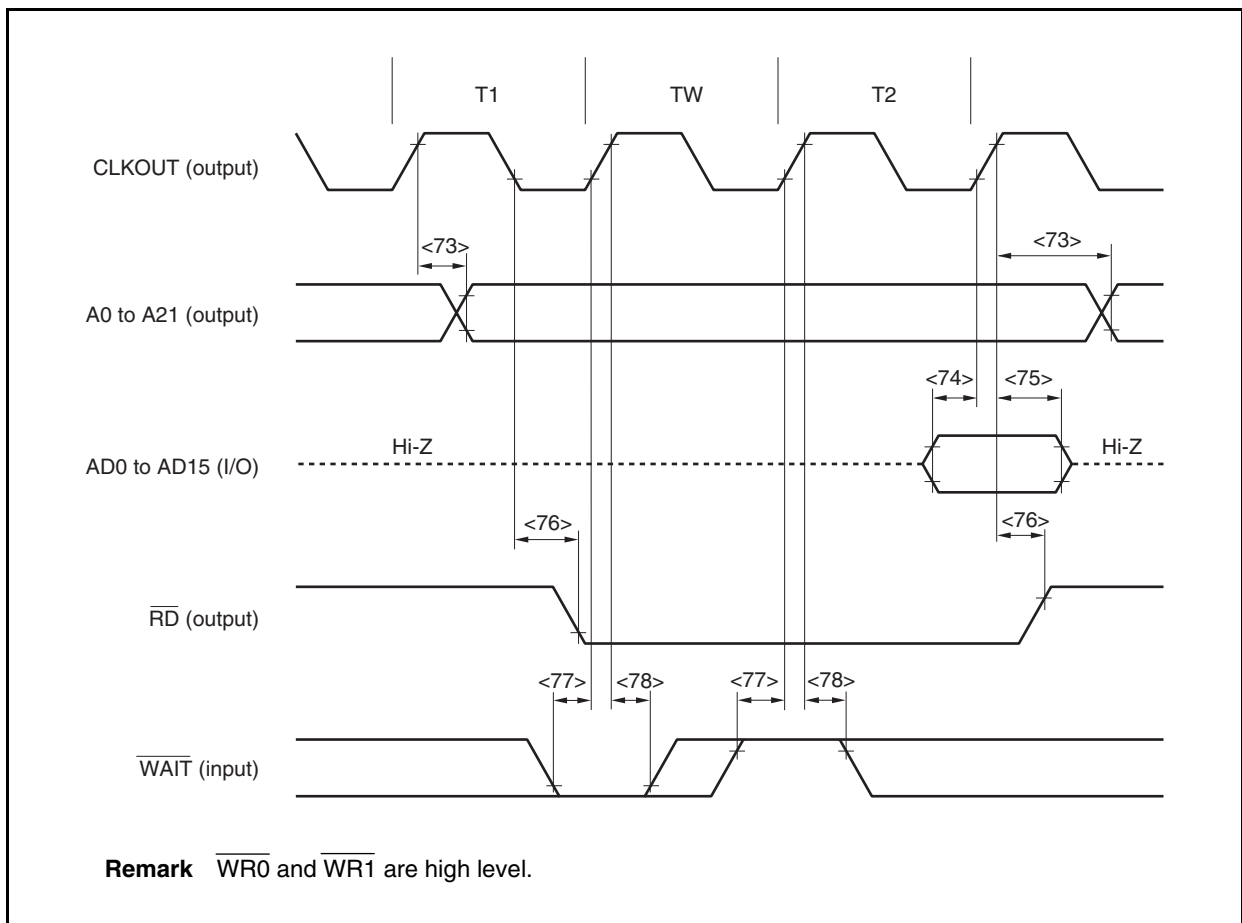 T1 TW T2
CLKOUT (output)
<73> <73>
A0 to A21 (output)
<74> <75>
Hi-Z Hi-Z
AD0 to AD15 (I/O)
<76> <76>
RD (output)
<77> <78> <77> <78>
WAIT (input)
Remark WR0 and WR1 are high level.